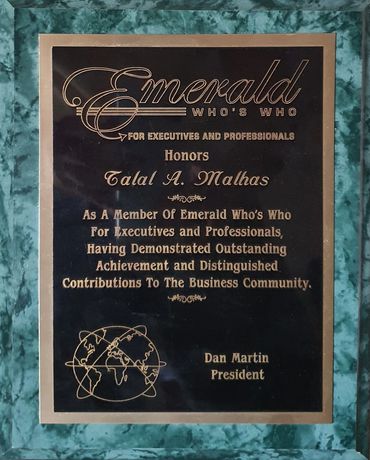 Emerald
WHO'S WHO
FOR EXECUTIVES AND PROFESSIONALS
Honors
Talal A. Malhas
As A Member Of Emerald Who's Who
For Executives and Professionals,
Having Demonstrated Outstanding
Achievement and Distinguished
Contributions To The Business Community.
Dan Martin
President